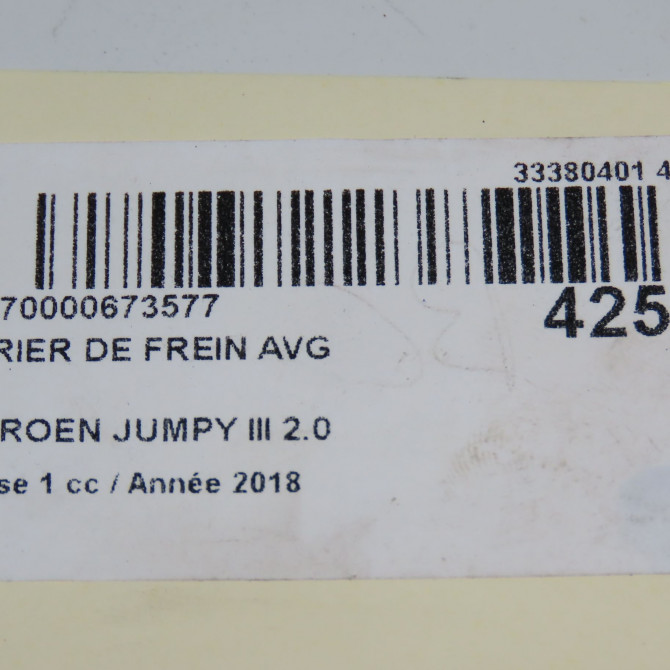 33380401 4
70000673577
425
RIER DE FREIN AVG
ROEN JUMPY III 2.0
se 1 cc / Année 2018